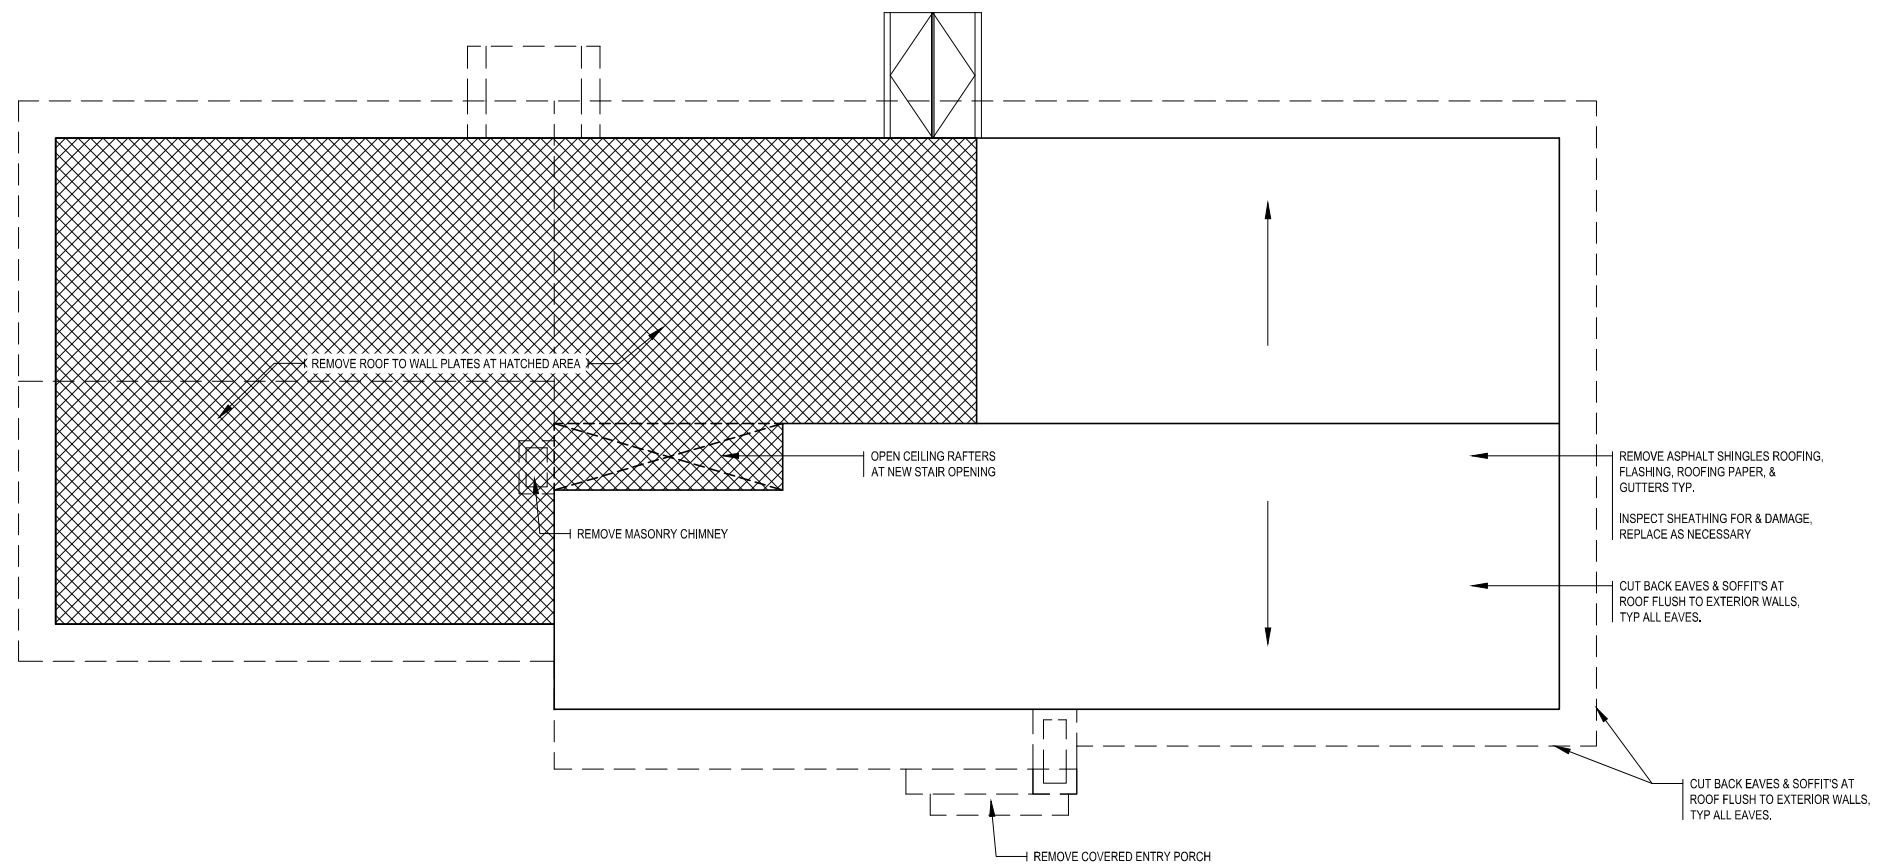 REMOVE ROOF TO WALL PLATES AT HATCHED AREA
OPEN CEILING RAFTERS
AT NEW STAIR OPENING
REMOVE MASONRY CHIMNEY
REMOVE ASPHALT SHINGLES ROOFING,
FLASHING, ROOFING PAPER, &
GUTTERS TYP.
INSPECT SHEATHING FOR & DAMAGE,
REPLACE AS NECESSARY
CUT BACK EAVES & SOFFIT'S AT
ROOF FLUSH TO EXTERIOR WALLS,
TYP ALL EAVES.
CUT BACK EAVES & SOFFIT'S AT
ROOF FLUSH TO EXTERIOR WALLS,
TYP ALL EAVES.
REMOVE COVERED ENTRY PORCH